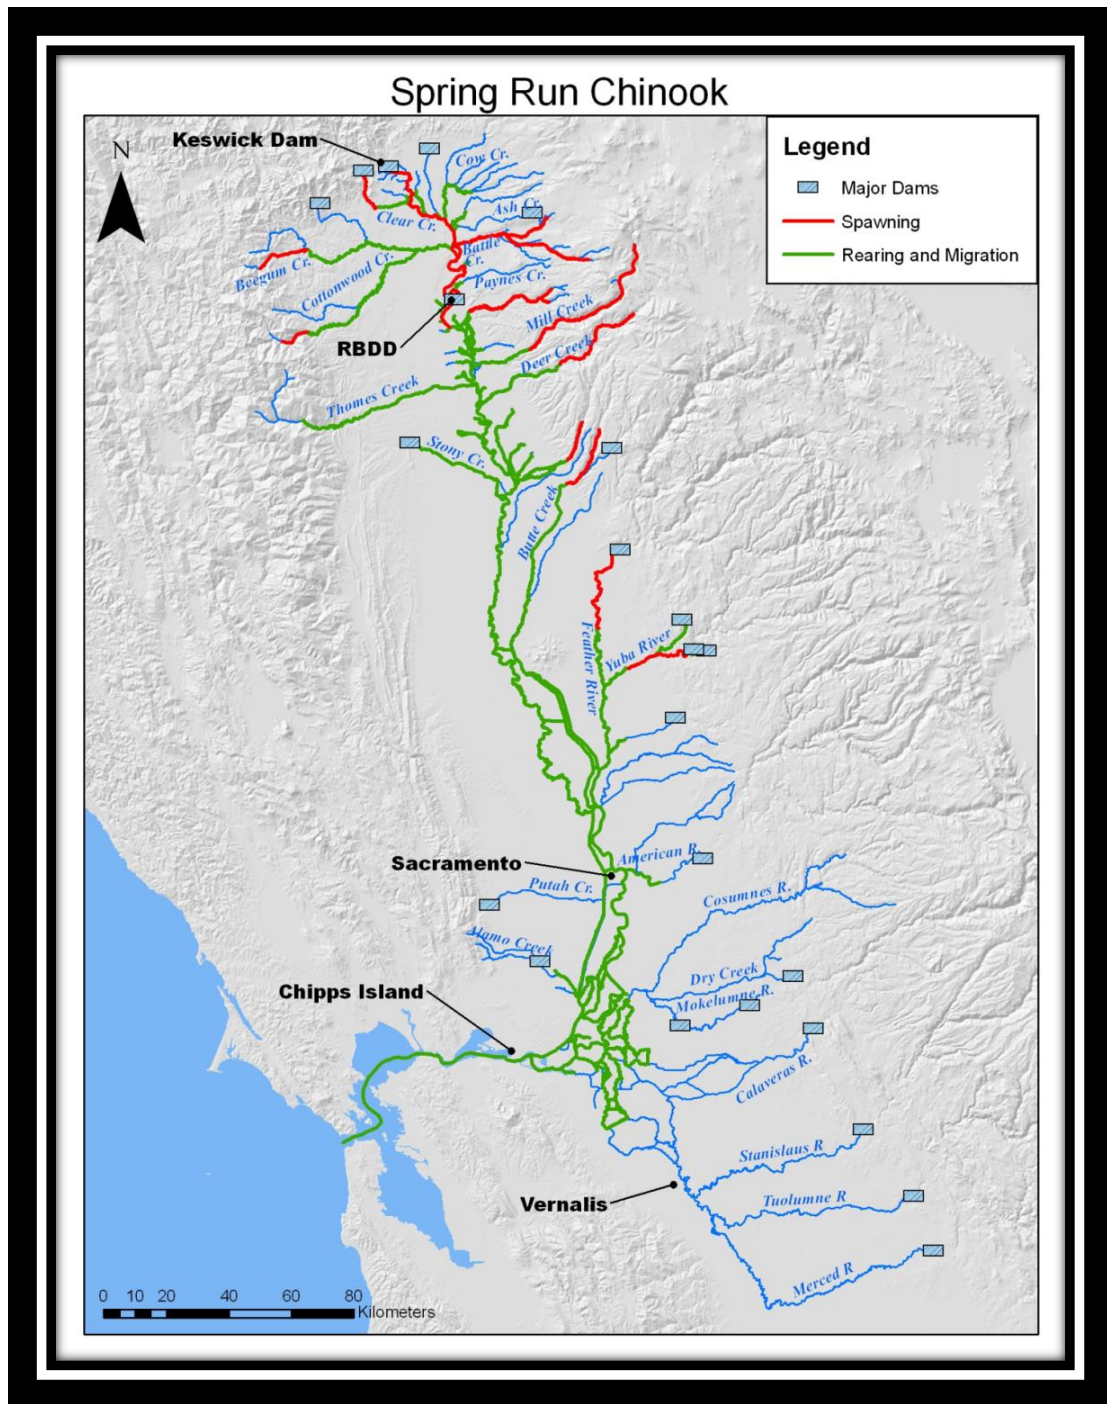 Spring Run Chinook
Keswick Dam
N
Cow Cr.
Legend
Major Dams
Spawning
Rearing and Migration
Clear Cr.
Ash Cr.
Battle
Cr.
Beegum Cr.
Cottonwood Cr.
Paynes Cr.
Mill Creek
RBDD
Deer Creek
Thomes Creek
Stony Cr.
Butte Creek
Feather River
Yuba River
Sacramento
American R.
Putah Cr.
Cosumnes R.
Alamo Creek
Dry Creek
Chipps Island
Mokelumne R.
Calaveras R.
Stanislaus R
Vernalis
Tuolumne R
Merced R
0 10 20 40 60 80
Kilometers